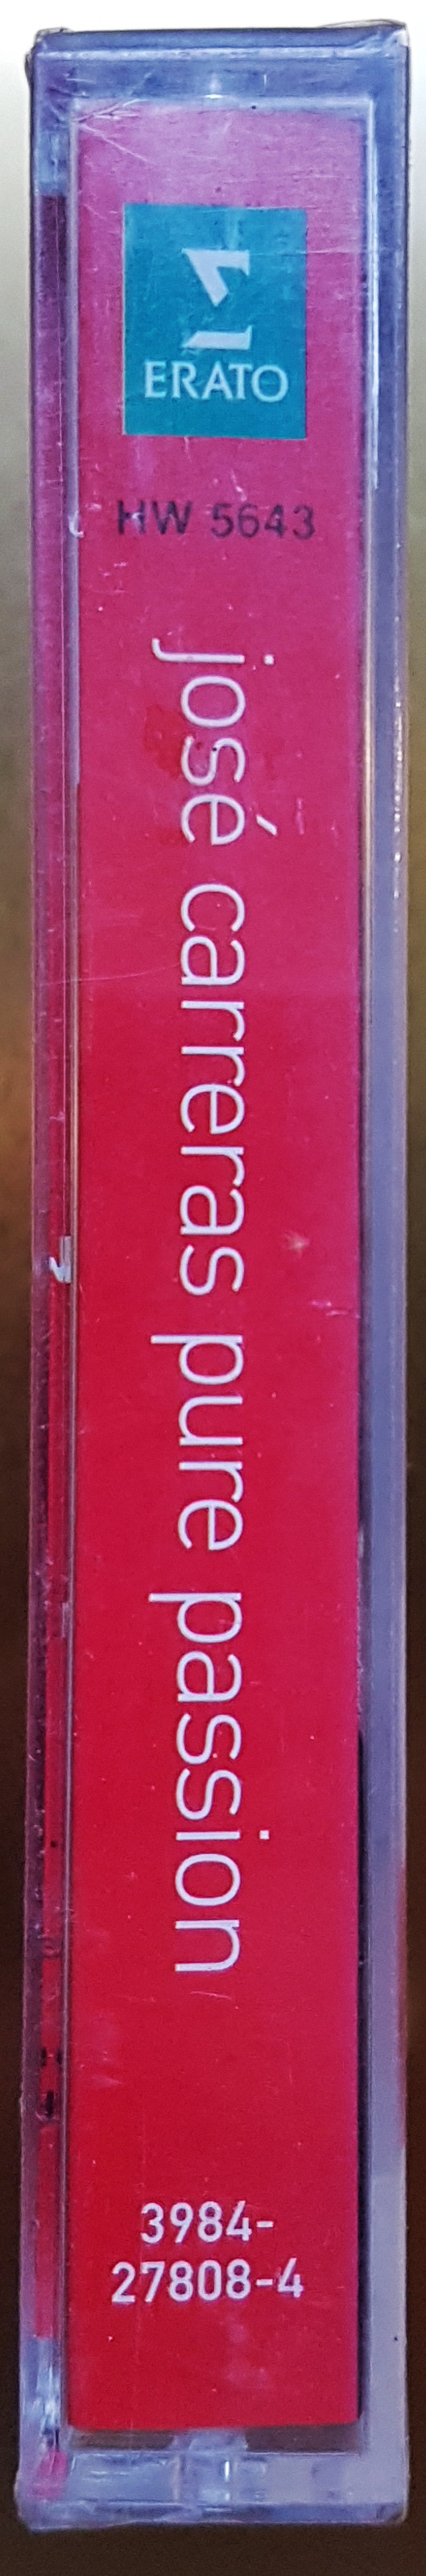 ERATO
HW 5643
josé carreras pure passion
3984-
27808-4